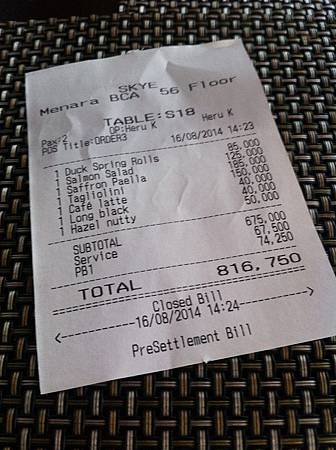 SKYE
Menara BCA 56 Floor
TABLE:S18
Pax:2 OP:Heru K Heru K
POS Title:ORDER3 16/08/2014 14:23
1 Duck Spring Rolls 85,000
1 Salmon Salad 125,000
1 Saffron Paella 185,000
1 Tagliolini 150,000
1 Café latte 40,000
1 Long black 40,000
1 Hazel nutty 50,000
SUBTOTAL 675,000
Service 67,500
PB1 74,250
TOTAL 816,750
Closed Bill
<-----------16/08/2014 14:24----------->
PreSettlement Bill